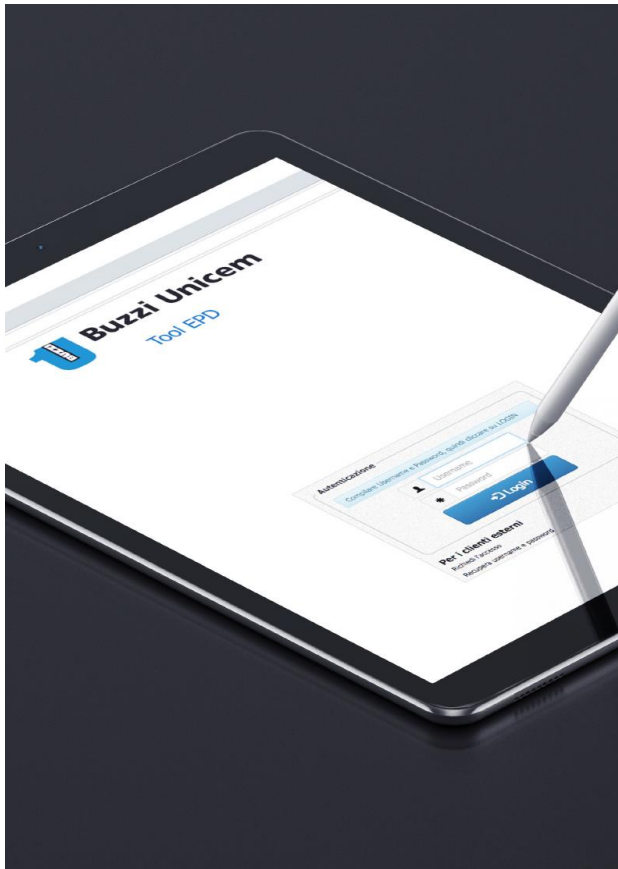 BUZZI
Buzzi Unicem
Tool EPD
Autenticazione
Compilare Username e Password, quindi cliccare su LOGIN
Username
Password
Login
Per i clienti esterni
Richiedi l'accesso
Recupera username e password